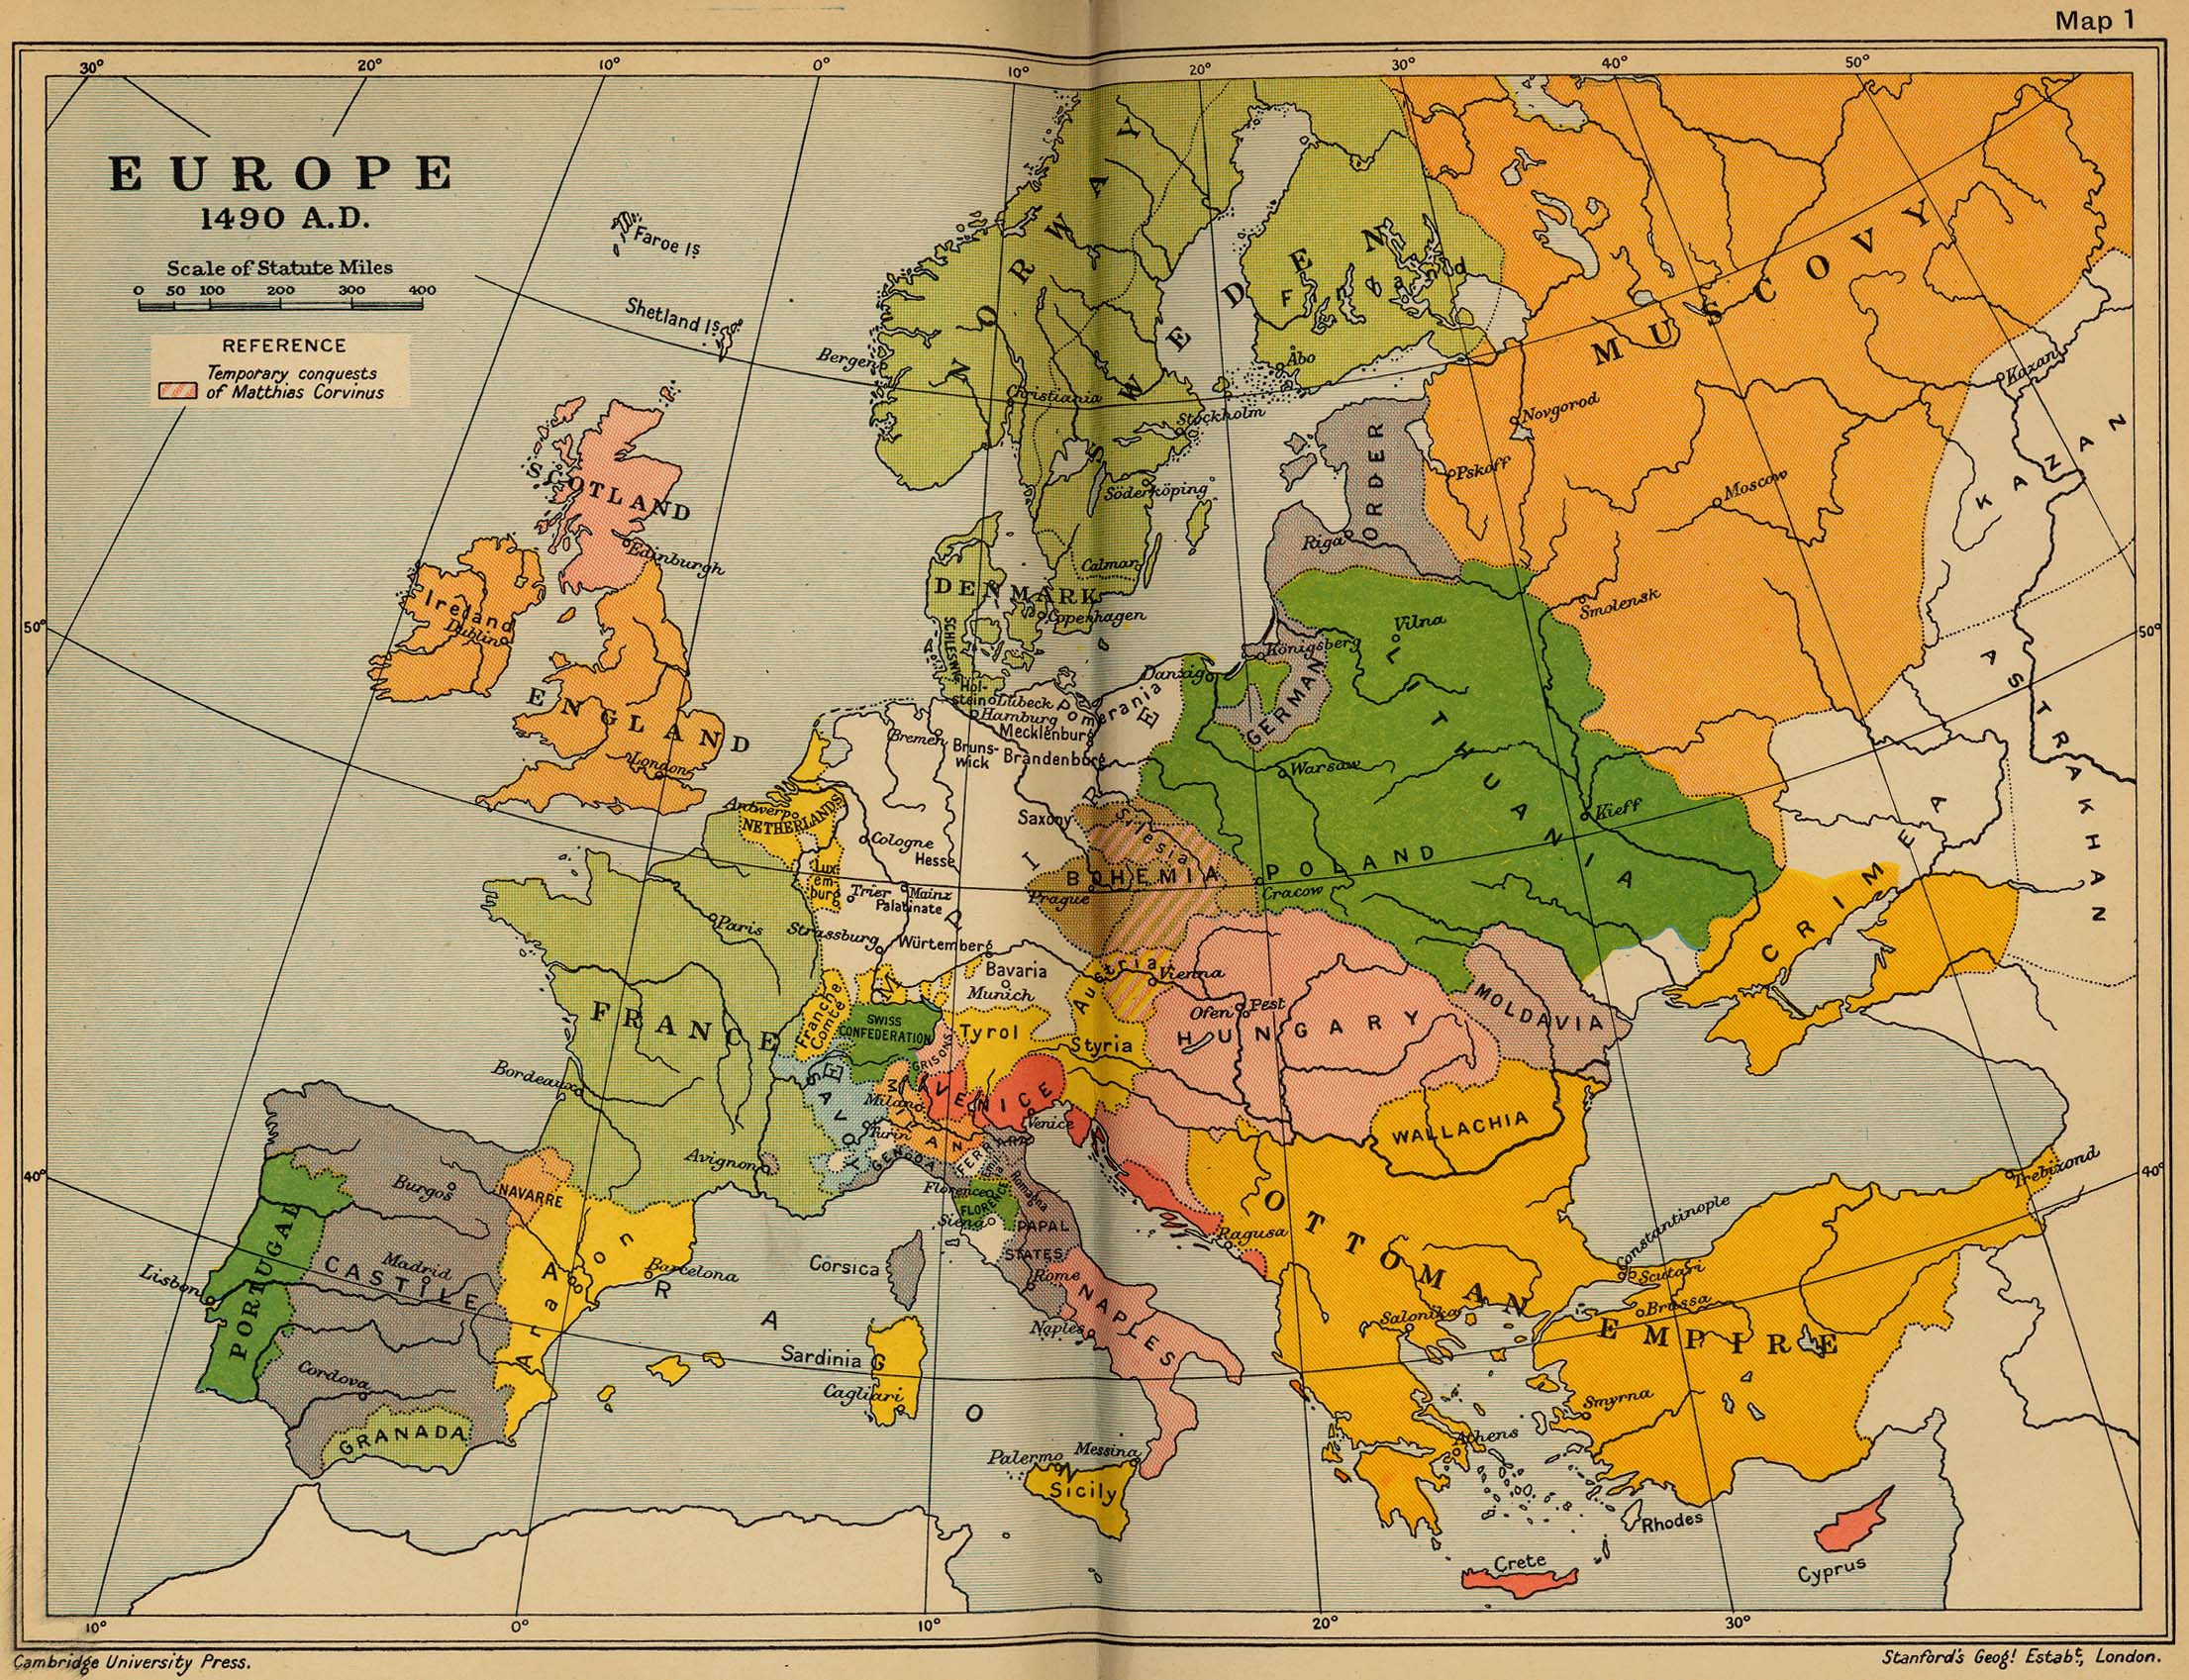 Map 1
30°
20°
10°
0°
10°
20°
30°
40°
50°
EUROPE
1490 A.D.
Scale of Statute Miles
0 50 100 200 300 400
REFERENCE
Temporary conquests
of Matthias Corvinus
Faroe Is
Shetland Is
Bergen
NORWAY
SWEDEN
Finland
Christiania
Stockholm
Åbo
Söderköping
Calmar
MUSCOVY
Novgorod
Pskoff
Moscow
Smolensk
Kazan
KAZAN
ASTRAKHAN
SCOTLAND
Edinburgh
Ireland
Dublin
ENGLAND
London
DENMARK
Copenhagen
SCHLESWIG
Hol-
stein
Lübeck
Hamburg
Pomerania
Mecklenburg
Bremen
Bruns-
wick
Brandenburg
GERMAN ORDER
Riga
Königsberg
Danzig
LITHUANIA
Vilna
Warsaw
Kieff
POLAND
Cracow
50°
50°
Antwerp
NETHERLANDS
Lux-
em-
burg
Cologne
Hesse
Saxony
Silesia
BOHEMIA
Prague
Trier
Mainz
Palatinate
Strassburg
Würtemberg
Bavaria
Munich
EMPIRE
Austria
Vienna
Paris
FRANCE
Bordeaux
Avignon
Franche
Comté
SWISS
CONFEDERATION
GRISONS
Tyrol
Styria
Ofen
Pest
HUNGARY
MOLDAVIA
CRIMEA
WALLACHIA
SAVOY
Turin
MILAN
Milano
VENICE
Venice
GENOA
FERRARA
Romagna
Florence
FLORENCE
Siena
PAPAL
STATES
Rome
NAPLES
Naples
Ragusa
Corsica
Sardinia
Cagliari
Palermo
Messina
Sicily
40°
40°
Burgos
NAVARRE
Aragon
ARAGON
Barcelona
PORTUGAL
Lisbon
CASTILE
Madrid
Cordova
GRANADA
OTTOMAN EMPIRE
Constantinople
Scutari
Brussa
Trebizond
Salonika
Smyrna
Athens
Rhodes
Crete
Cyprus
10°
0°
10°
20°
30°
Cambridge University Press.
Stanford's Geogl Estabt, London.